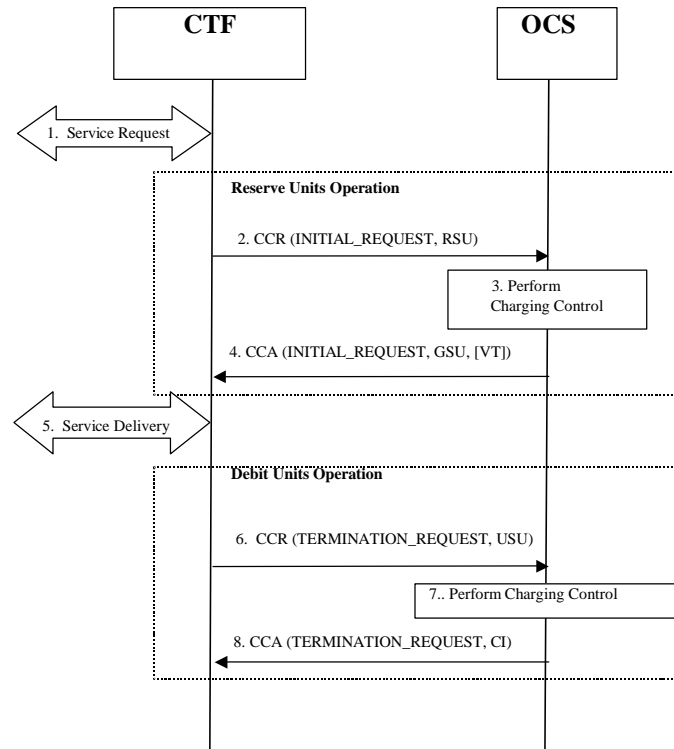 CTF
OCS
1. Service Request
Reserve Units Operation
2. CCR (INITIAL_REQUEST, RSU)
3. Perform
Charging Control
4. CCA (INITIAL_REQUEST, GSU, [VT])
5. Service Delivery
Debit Units Operation
6. CCR (TERMINATION_REQUEST, USU)
7.. Perform Charging Control
8. CCA (TERMINATION_REQUEST, CI)